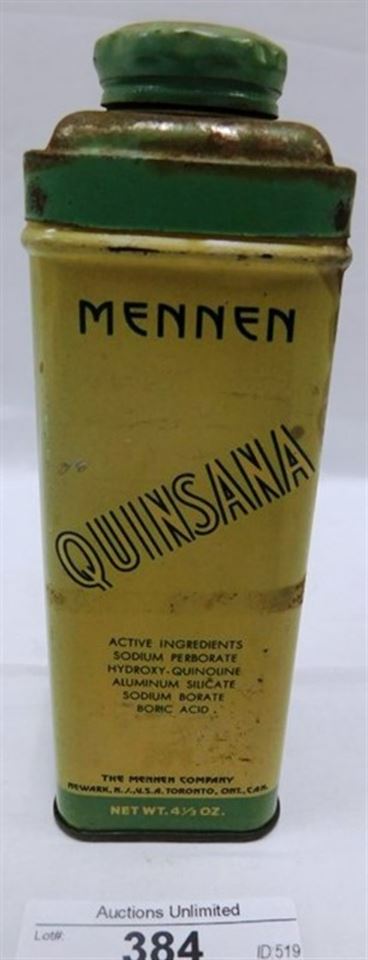 MENNEN
QUINSANA
ACTIVE INGREDIENTS
SODIUM PERBORATE
HYDROXY-QUINOLINE
ALUMINUM SILICATE
SODIUM BORATE
BORIC ACID.
THE MENNEN COMPANY
NEWARK, N.J., U.S.A. TORONTO, ONT., CAN.
NET WT. 4½ OZ.
Auctions Unlimited
Lot#: 384 ID:519